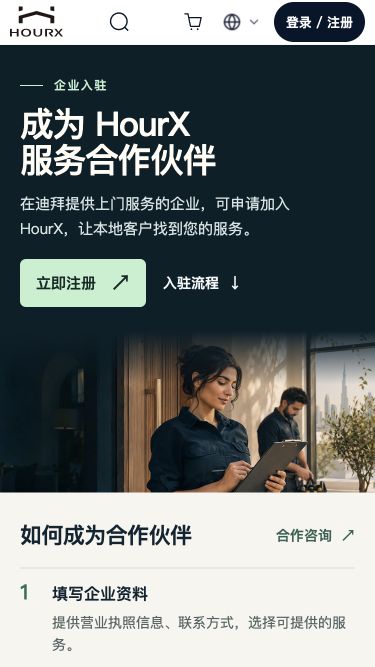 HOURX
登录 / 注册
企业入驻
成为 HourX
服务合作伙伴
在迪拜提供上门服务的企业，可申请加入
HourX，让本地客户找到您的服务。
立即注册 ↗
入驻流程 ↓
如何成为合作伙伴
合作咨询 ↗
1 填写企业资料
提供营业执照信息、联系方式，选择可提供的服
务。